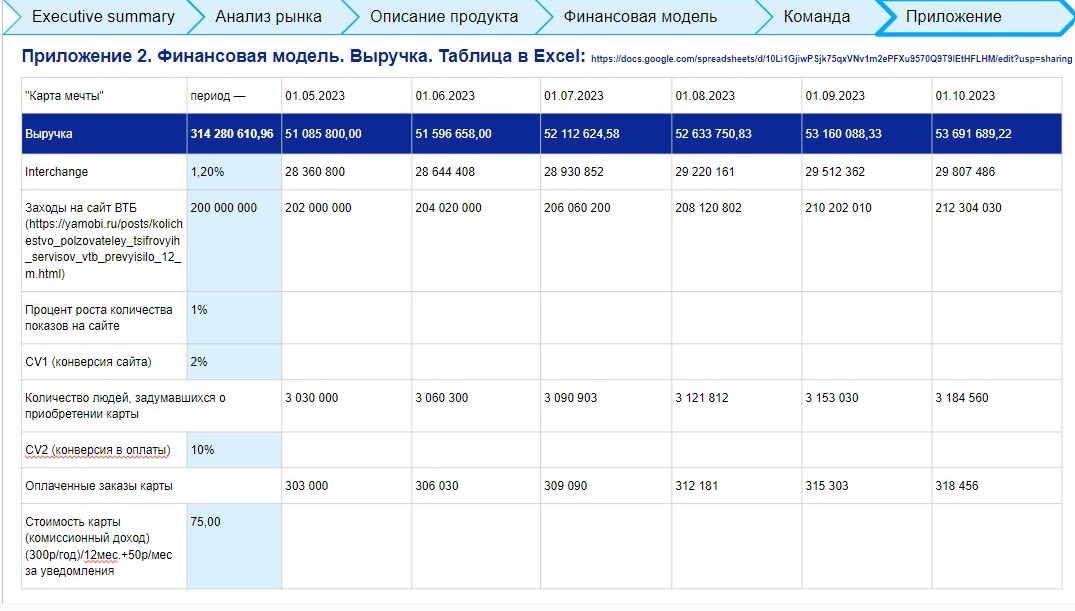 Executive summary
Анализ рынка
Описание продукта
Финансовая модель
Команда
Приложение
Приложение 2. Финансовая модель. Выручка. Таблица в Excel: https://docs.google.com/spreadsheets/d/10Li1GjiwPSjk75qxVNv1m2ePFXu9570Q9T9IEtHFLHM/edit?usp=sharing
"Карта мечты" период — 01.05.2023 01.06.2023 01.07.2023 01.08.2023 01.09.2023 01.10.2023
Выручка 314 280 610,96 51 085 800,00 51 596 658,00 52 112 624,58 52 633 750,83 53 160 088,33 53 691 689,22
Interchange 1,20% 28 360 800 28 644 408 28 930 852 29 220 161 29 512 362 29 807 486
Заходы на сайт ВТБ 200 000 000 202 000 000 204 020 000 206 060 200 208 120 802 210 202 010 212 304 030
(https://yamobi.ru/posts/kolich
estvo_polzovateley_tsifrovyih
_servisov_vtb_prevyisilo_12_
m.html)
Процент роста количества 1%
показов на сайте
CV1 (конверсия сайта) 2%
Количество людей, задумавшихся о 3 030 000 3 060 300 3 090 903 3 121 812 3 153 030 3 184 560
приобретении карты
CV2 (конверсия в оплаты) 10%
Оплаченные заказы карты 303 000 306 030 309 090 312 181 315 303 318 456
Стоимость карты 75,00
(комиссионный доход)
(300р/год)/12мес.+50р/мес
за уведомления